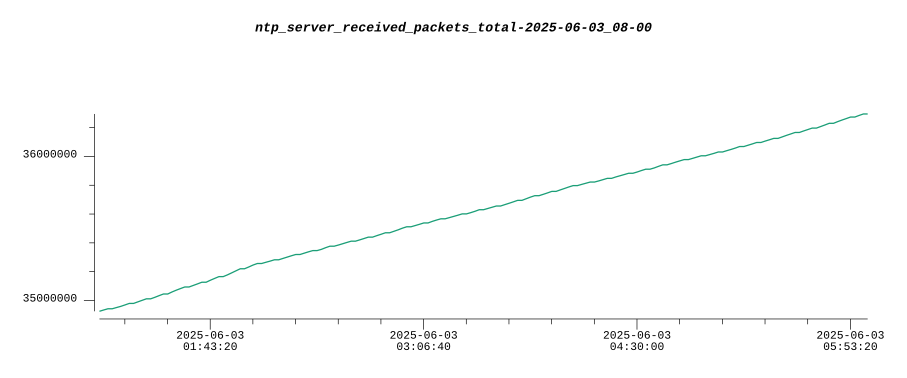 ntp_server_received_packets_total-2025-06-03_08-00
36000000
35000000
2025-06-03 2025-06-03 2025-06-03 2025-06-03
01:43:20 03:06:40 04:30:00 05:53:20